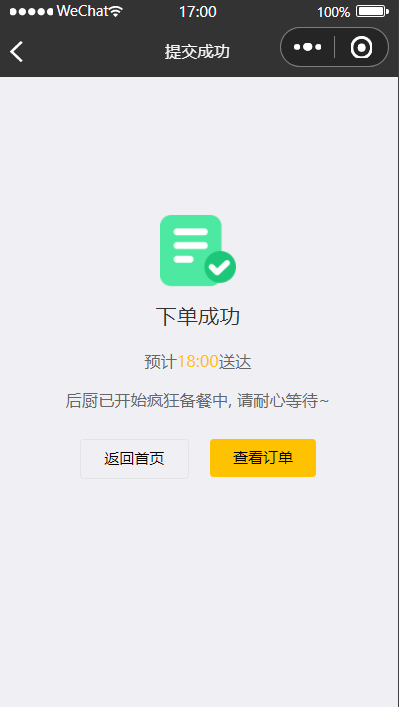 WeChat 17:00 100%
提交成功
下单成功
预计18:00送达
后厨已开始疯狂备餐中, 请耐心等待~
返回首页 查看订单